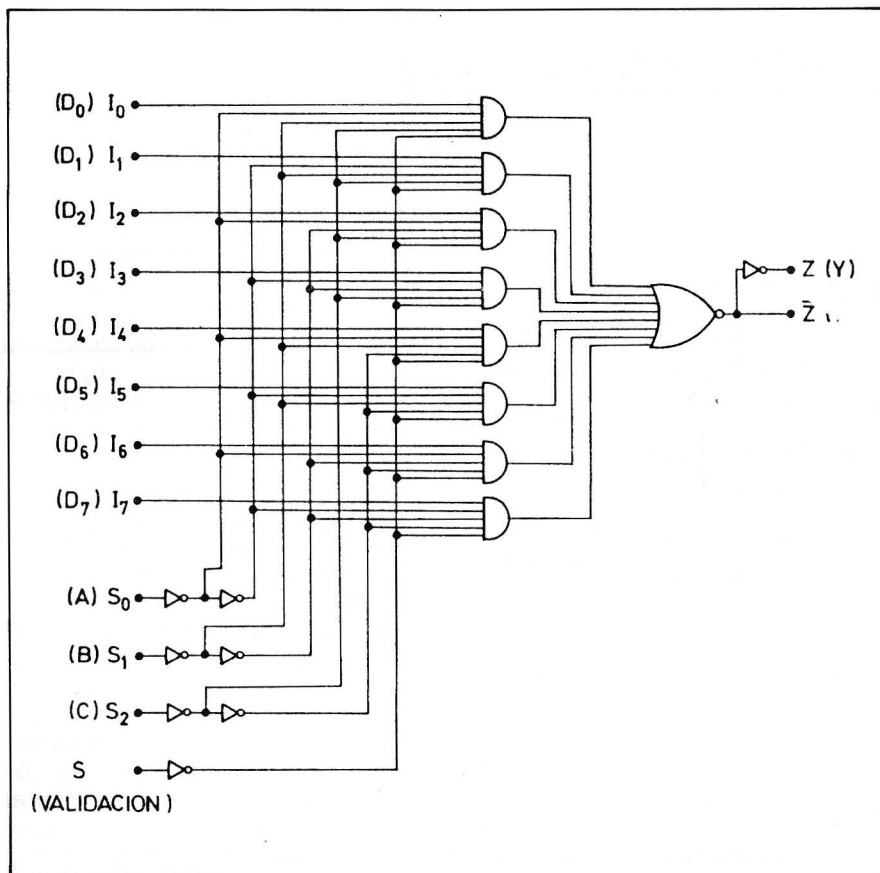 (D₀) I₀
(D₁) I₁
(D₂) I₂
(D₃) I₃
(D₄) I₄
(D₅) I₅
(D₆) I₆
(D₇) I₇
Z (Y)
Z̄
(A) S₀
(B) S₁
(C) S₂
S
(VALIDACION)